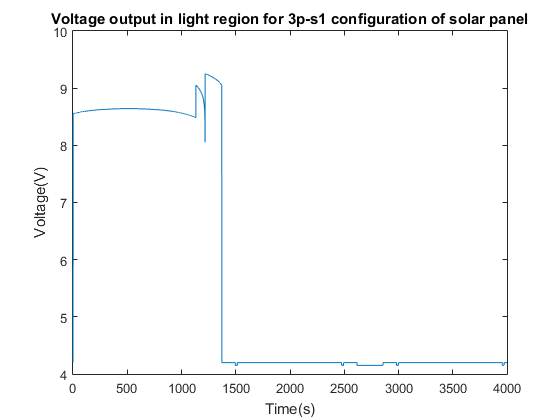 Voltage output in light region for 3p-s1 configuration of solar panel
10
9
8
7
6
5
4
Voltage(V)
0 500 1000 1500 2000 2500 3000 3500 4000
Time(s)